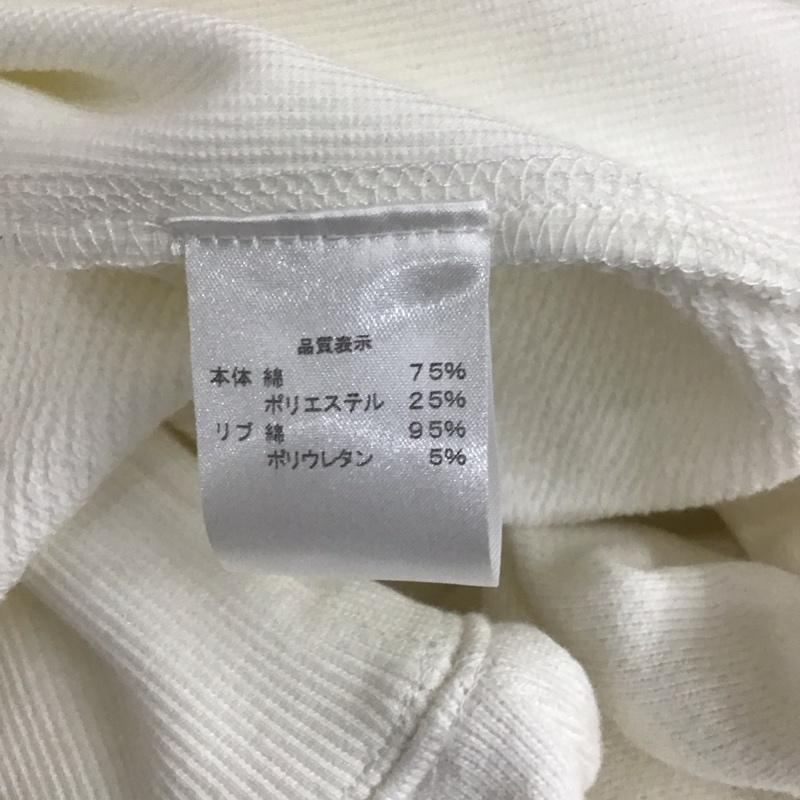 品質表示
本体 綿 75%
ポリエステル 25%
リブ 綿 95%
ポリウレタン 5%